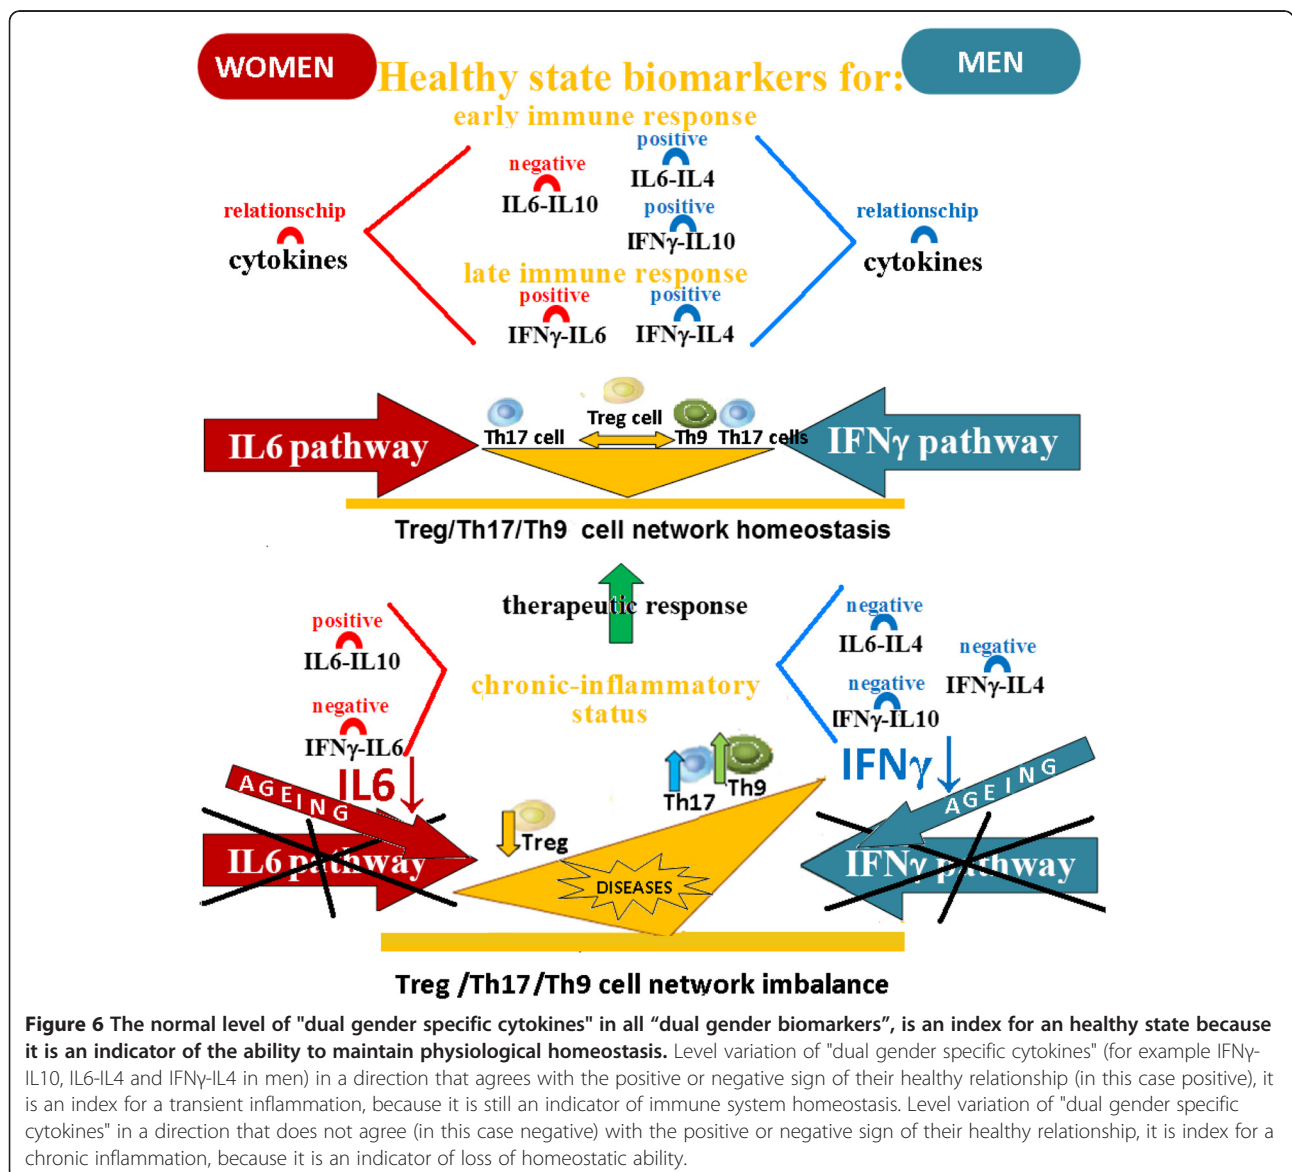 WOMEN
MEN
Healthy state biomarkers for:
early immune response
negative
IL6-IL10
positive
IL6-IL4
positive
IFNγ-IL10
relationschip
cytokines
relationschip
cytokines
late immune response
positive
IFNγ-IL6
positive
IFNγ-IL4
IL6 pathway
Th17 cell
Treg cell
Th9
Th17 cells
IFNγ pathway
Treg/Th17/Th9 cell network homeostasis
therapeutic response
positive
IL6-IL10
negative
IFNγ-IL6
chronic-inflammatory
status
negative
IL6-IL4
negative
IFNγ-IL4
negative
IFNγ-IL10
IL6
AGEING
IL6 pathway
Treg
Th17
Th9
DISEASES
IFNγ
AGEING
IFNγ pathway
Treg /Th17/Th9 cell network imbalance
Figure 6 The normal level of "dual gender specific cytokines" in all “dual gender biomarkers”, is an index for an healthy state because
it is an indicator of the ability to maintain physiological homeostasis. Level variation of "dual gender specific cytokines" (for example IFNγ-
IL10, IL6-IL4 and IFNγ-IL4 in men) in a direction that agrees with the positive or negative sign of their healthy relationship (in this case positive), it
is an index for a transient inflammation, because it is still an indicator of immune system homeostasis. Level variation of "dual gender specific
cytokines" in a direction that does not agree (in this case negative) with the positive or negative sign of their healthy relationship, it is index for a
chronic inflammation, because it is an indicator of loss of homeostatic ability.